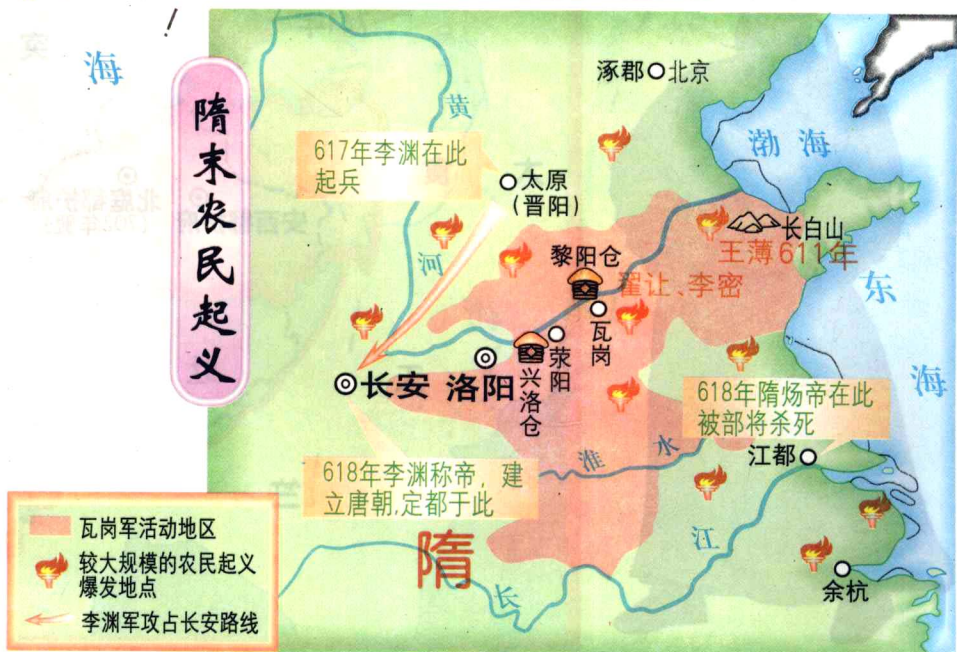 海
隋末农民起义
涿郡
北京
黄
渤海
617年李渊在此
起兵
太原
(晋阳)
长白山
王薄611年
河
黎阳仓
翟让、李密
东
瓦岗
荥阳
兴洛仓
长安
洛阳
海
618年隋炀帝在此
被部将杀死
江都
淮水
618年李渊称帝，建
立唐朝,定都于此
隋
江
长
余杭
瓦岗军活动地区
较大规模的农民起义
爆发地点
李渊军攻占长安路线